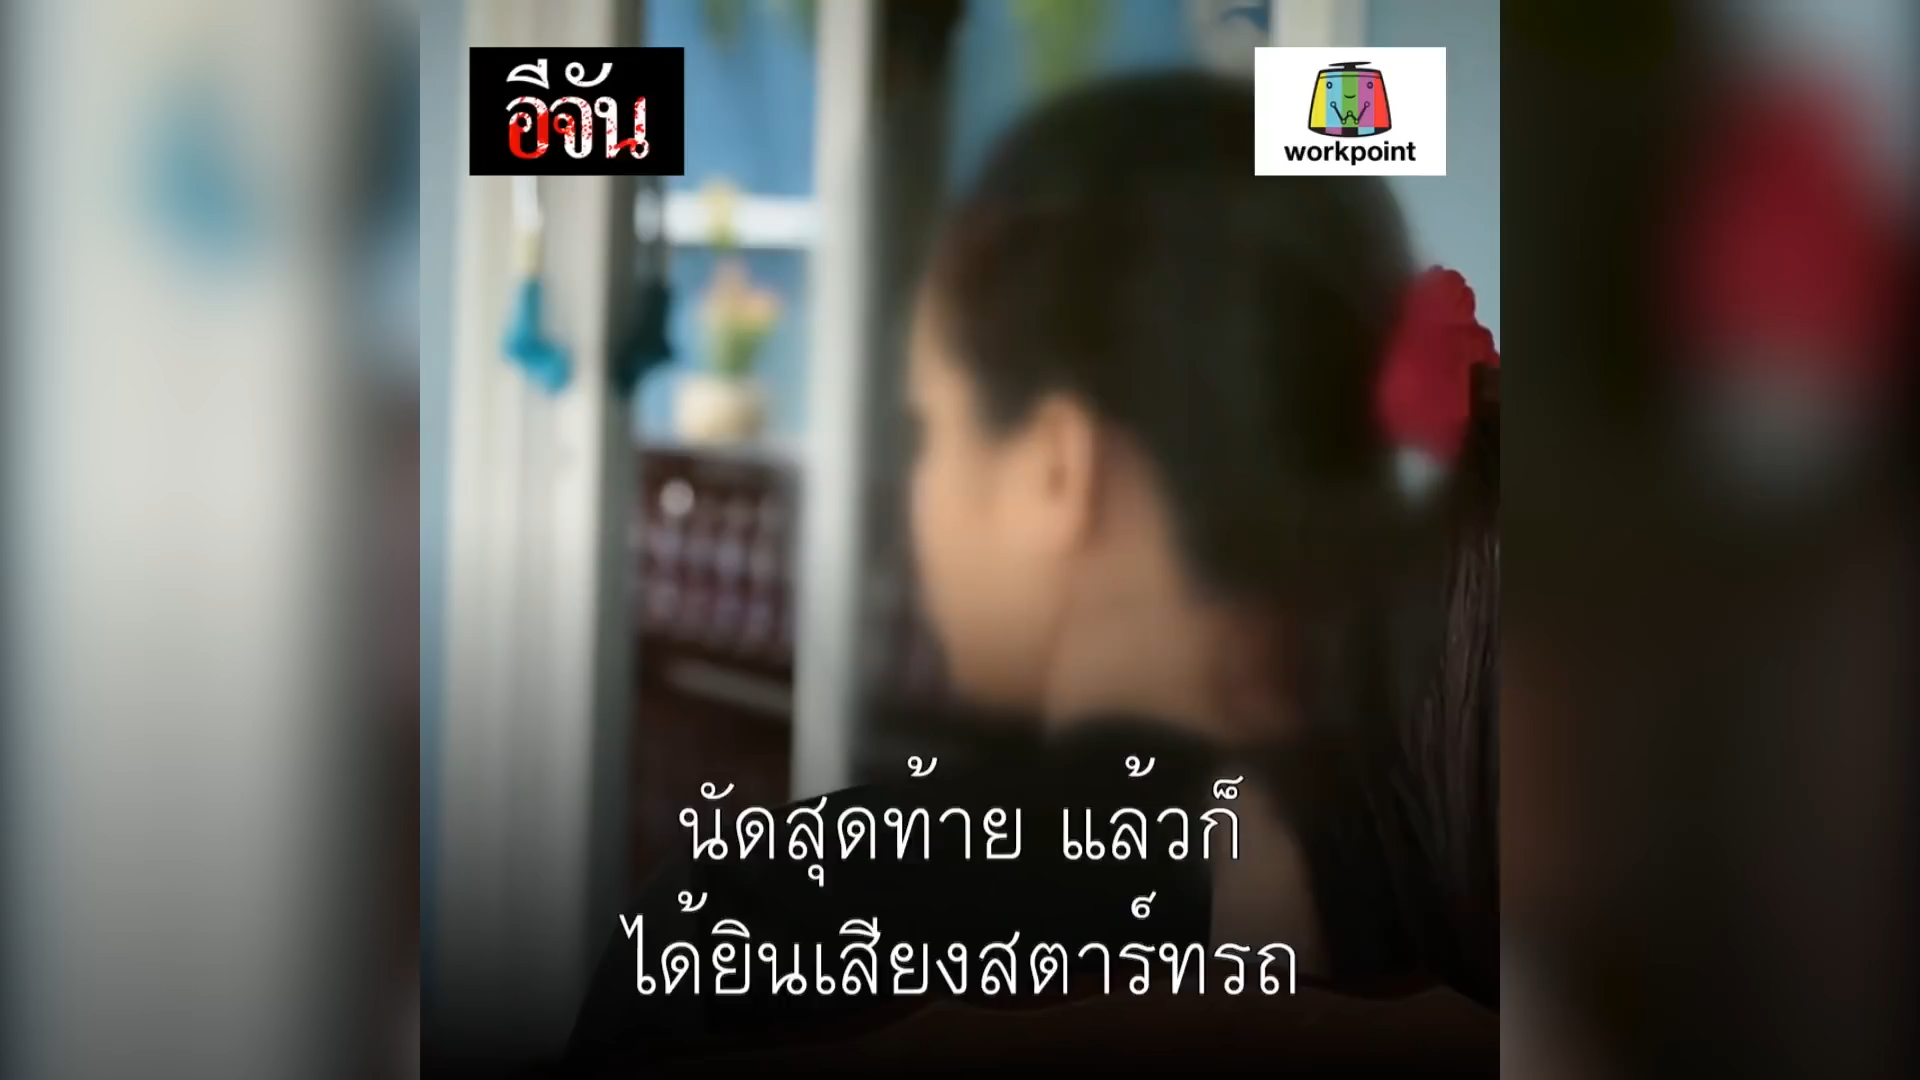 อีจัน
workpoint
นัดสุดท้าย แล้วก็
ได้ยินเสียงสตาร์ทรถ